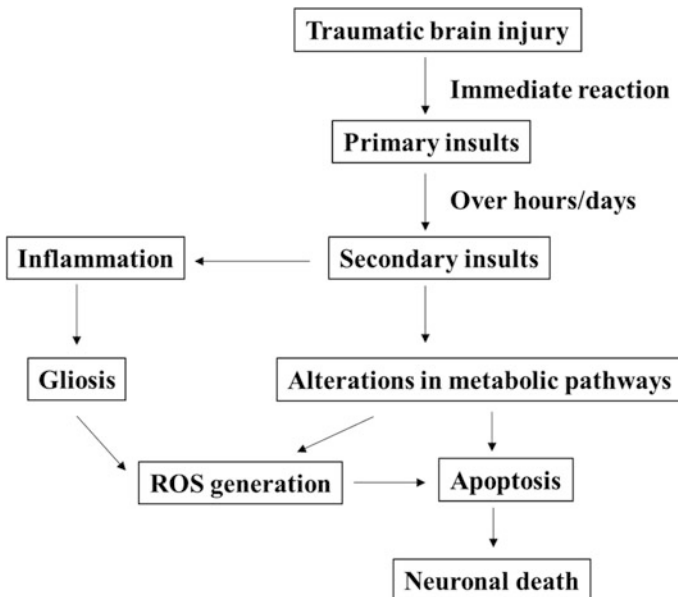 Traumatic brain injury
Immediate reaction
Primary insults
Over hours/days
Inflammation
Secondary insults
Gliosis
Alterations in metabolic pathways
ROS generation
Apoptosis
Neuronal death